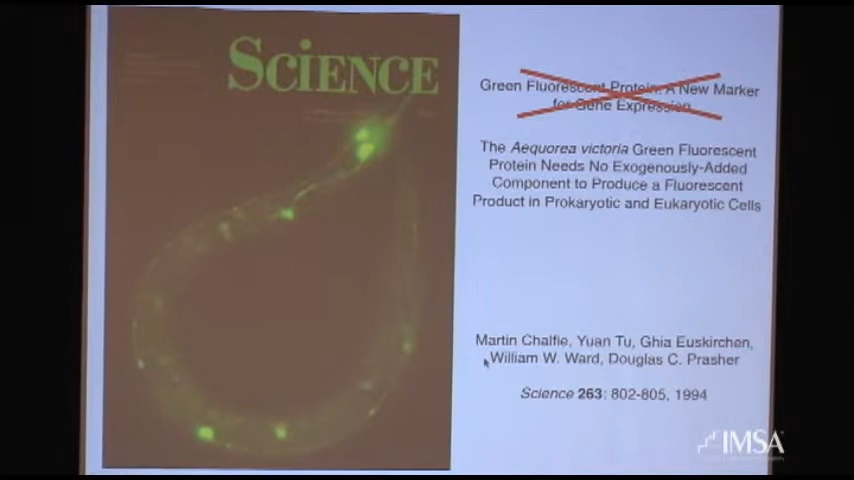 SCIENCE
Green Fluorescent Protein: A New Marker
for Gene Expression
The Aequorea victoria Green Fluorescent
Protein Needs No Exogenously-Added
Component to Produce a Fluorescent
Product in Prokaryotic and Eukaryotic Cells
Martin Chalfie, Yuan Tu, Ghia Euskirchen,
William W. Ward, Douglas C. Prasher
Science 263: 802-805, 1994
IMSA